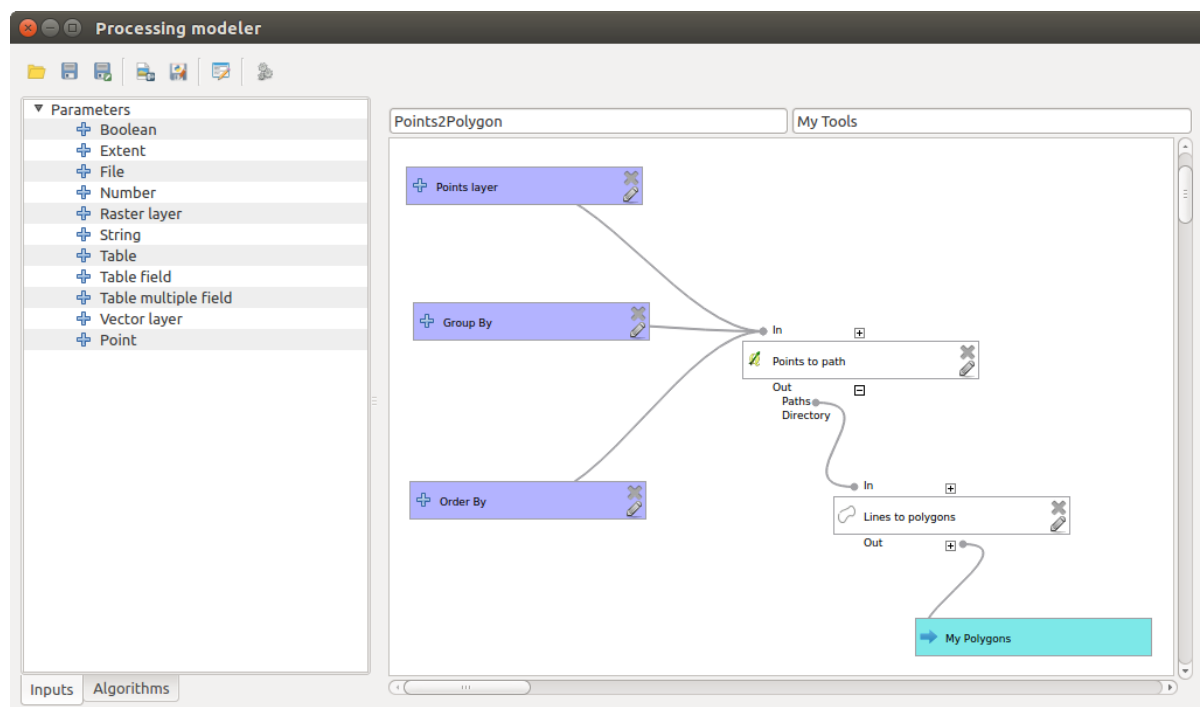 Processing modeler
Parameters
Boolean
Extent
File
Number
Raster layer
String
Table
Table field
Table multiple field
Vector layer
Point
Inputs
Algorithms
Points2Polygon
My Tools
Points layer
Group By
In
Points to path
Out
Paths
Directory
Order By
In
Lines to polygons
Out
My Polygons